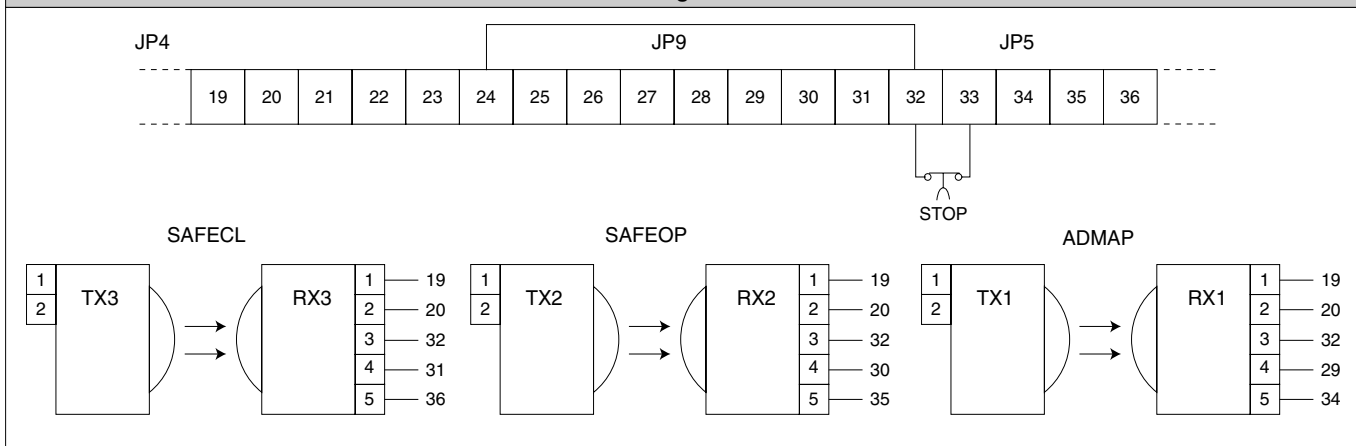 JP4 JP9 JP5
19 20 21 22 23 24 25 26 27 28 29 30 31 32 33 34 35 36
STOP
SAFECL SAFEOP ADMAP
1 1 19 1 1 19 1 1 19
2 TX3 RX3 2 20 2 TX2 RX2 2 20 2 TX1 RX1 2 20
3 32 3 32 3 32
4 31 4 30 4 29
5 36 5 35 5 34